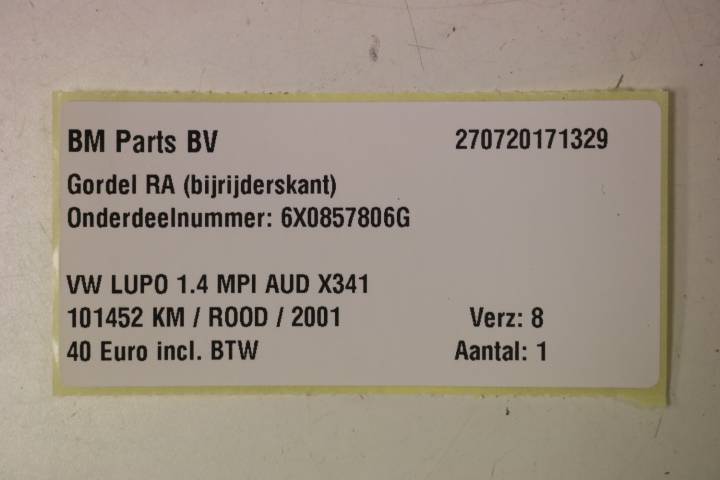 BM Parts BV 270720171329
Gordel RA (bijrijderskant)
Onderdeelnummer: 6X0857806G
VW LUPO 1.4 MPI AUD X341
101452 KM / ROOD / 2001 Verz: 8
40 Euro incl. BTW Aantal: 1